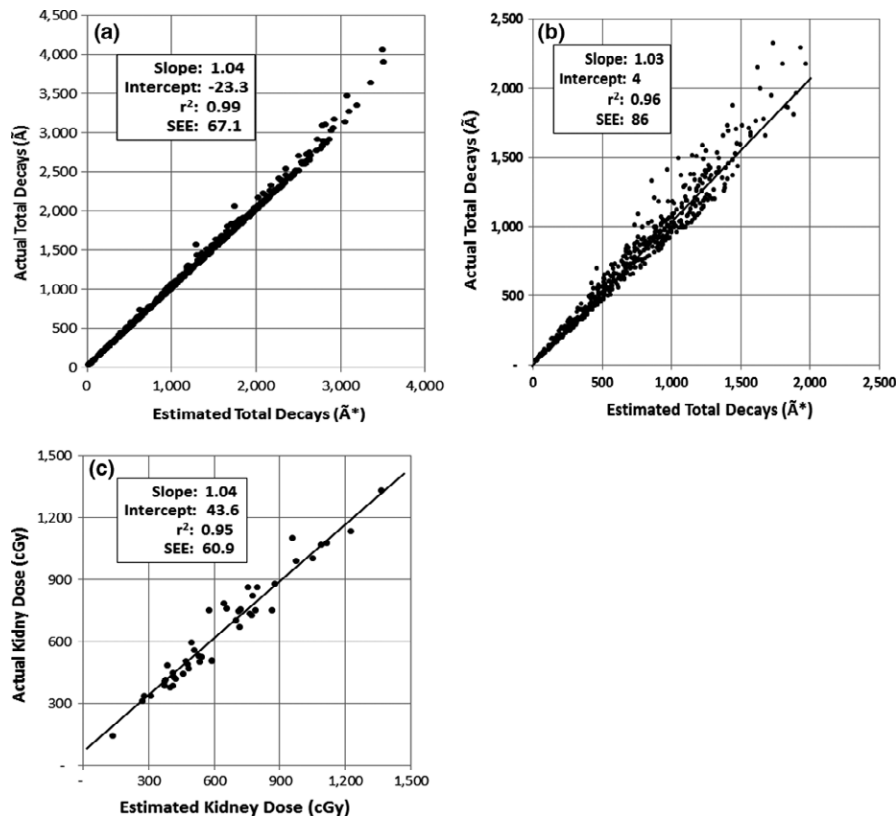 (a)
Slope: 1.04
Intercept: -23.3
r²: 0.99
SEE: 67.1
4,500
4,000
3,500
3,000
2,500
2,000
1,500
1,000
500
0
Actual Total Decays (Ã)
0 1,000 2,000 3,000 4,000
Estimated Total Decays (Ã*)
(b)
Slope: 1.03
Intercept: 4
r²: 0.96
SEE: 86
2,500
2,000
1,500
1,000
500
-
Actual Total Decays (Ã)
0 500 1,000 1,500 2,000 2,500
Estimated Total Decays (Ã*)
(c)
Slope: 1.04
Intercept: 43.6
r²: 0.95
SEE: 60.9
1,500
1,200
900
600
300
-
Actual Kidny Dose (cGy)
- 300 600 900 1,200 1,500
Estimated Kidney Dose (cGy)